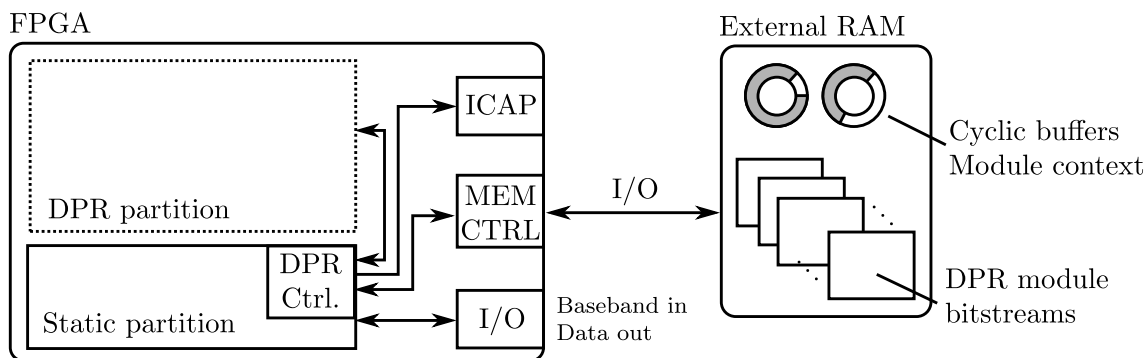 FPGA
External RAM
ICAP
Cyclic buffers
Module context
DPR partition
MEM
CTRL
I/O
DPR
Ctrl.
Static partition
I/O
Baseband in
Data out
DPR module
bitstreams